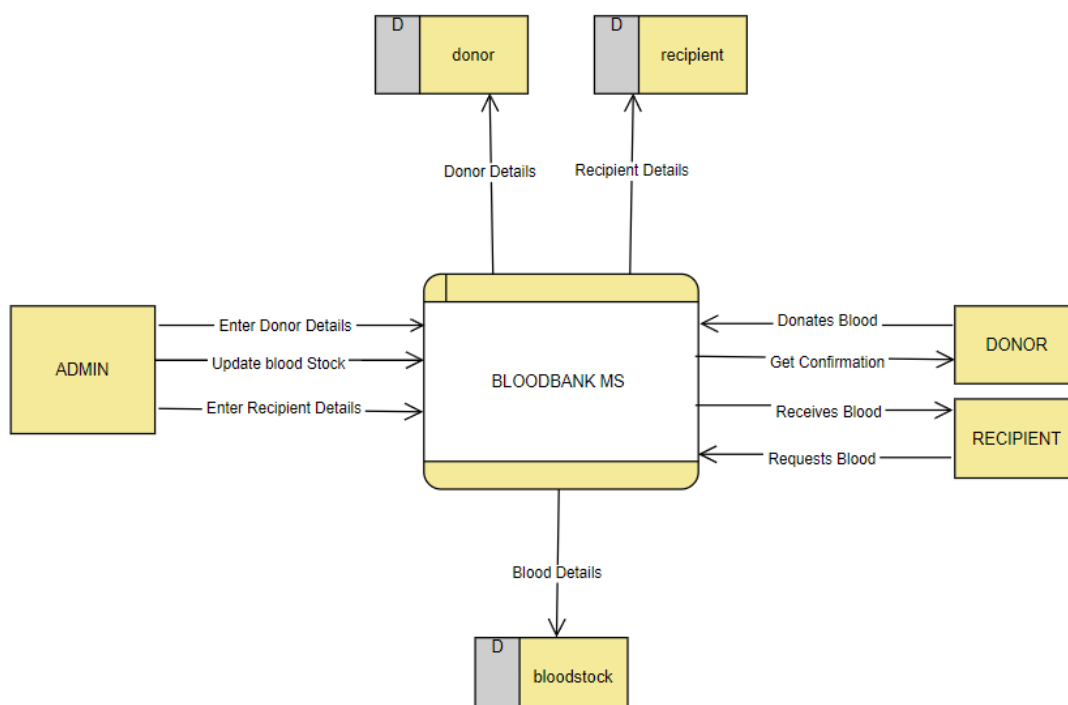 D
donor
D
recipient
Donor Details
Recipient Details
ADMIN
Enter Donor Details
Update blood Stock
Enter Recipient Details
BLOODBANK MS
Donates Blood
Get Confirmation
Receives Blood
Requests Blood
DONOR
RECIPIENT
Blood Details
D
bloodstock